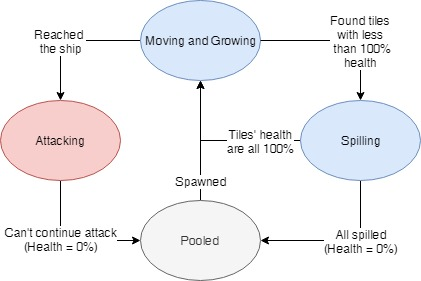 Reached
the ship
Moving and Growing
Found tiles
with less
than 100%
health
Attacking
Tiles' health
are all 100%
Spilling
Spawned
Can't continue attack
(Health = 0%)
Pooled
All spilled
(Health = 0%)